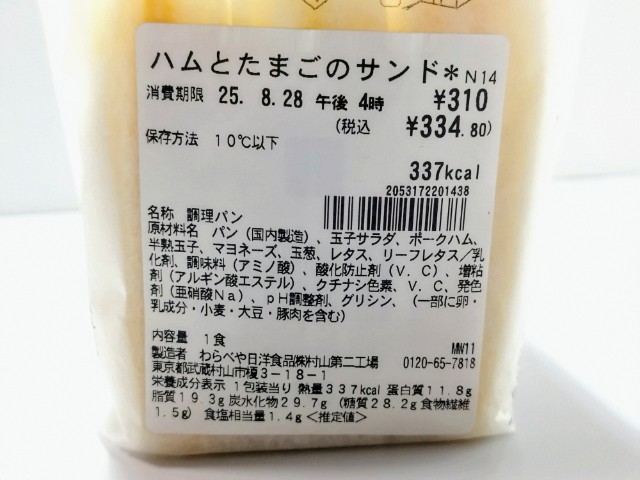 ハムとたまごのサンド＊ N14
消費期限 25. 8.28 午後 4時 ¥310
(税込 ¥334.80)
保存方法 10℃以下
337kcal
2053172201438
名称 調理パン
原材料名 パン（国内製造）、玉子サラダ、ポークハム、
半熟玉子、マヨネーズ、玉葱、レタス、リーフレタス／乳
化剤、調味料（アミノ酸）、酸化防止剤（V．C）、増粘
剤（アルギン酸エステル）、クチナシ色素、V．C、発色
剤（亜硝酸Na）、pH調整剤、グリシン、（一部に卵・
乳成分・小麦・大豆・豚肉を含む）
内容量 1食 MW11
製造者 わらべや日洋食品㈱村山第二工場 0120-65-7818
東京都武蔵村山市榎3－18－1
栄養成分表示 1包装当り 熱量337kcal 蛋白質11.8g
脂質19.3g 炭水化物29.7g （糖質28.2g 食物繊維
1.5g） 食塩相当量1.4g＜推定値＞